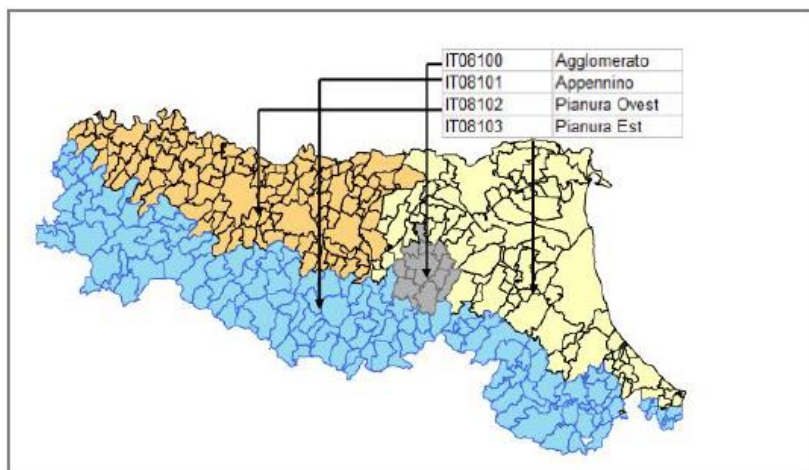 IT08100 Agglomerato
IT08101 Appennino
IT08102 Pianura Ovest
IT08103 Pianura Est